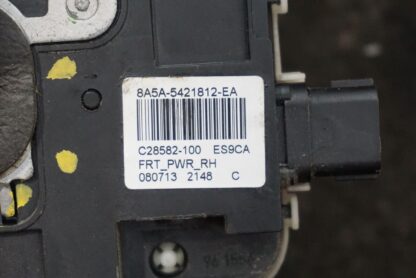 8A5A-5421812-EA
C28582-100 ES9CA
FRT_PWR_RH
080713 2148 C